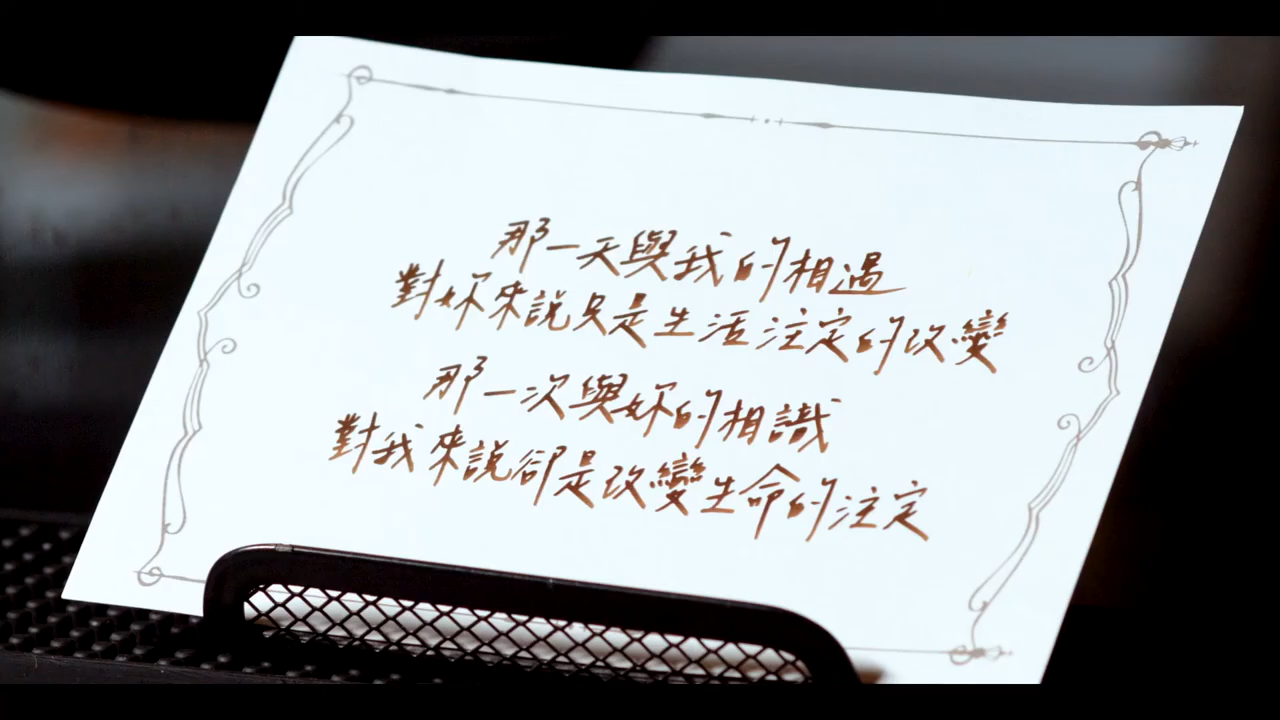 那一天與我的相遇
對妳來說只是生活注定的改變
那一次與妳的相識
對我來說卻是改變生命的注定